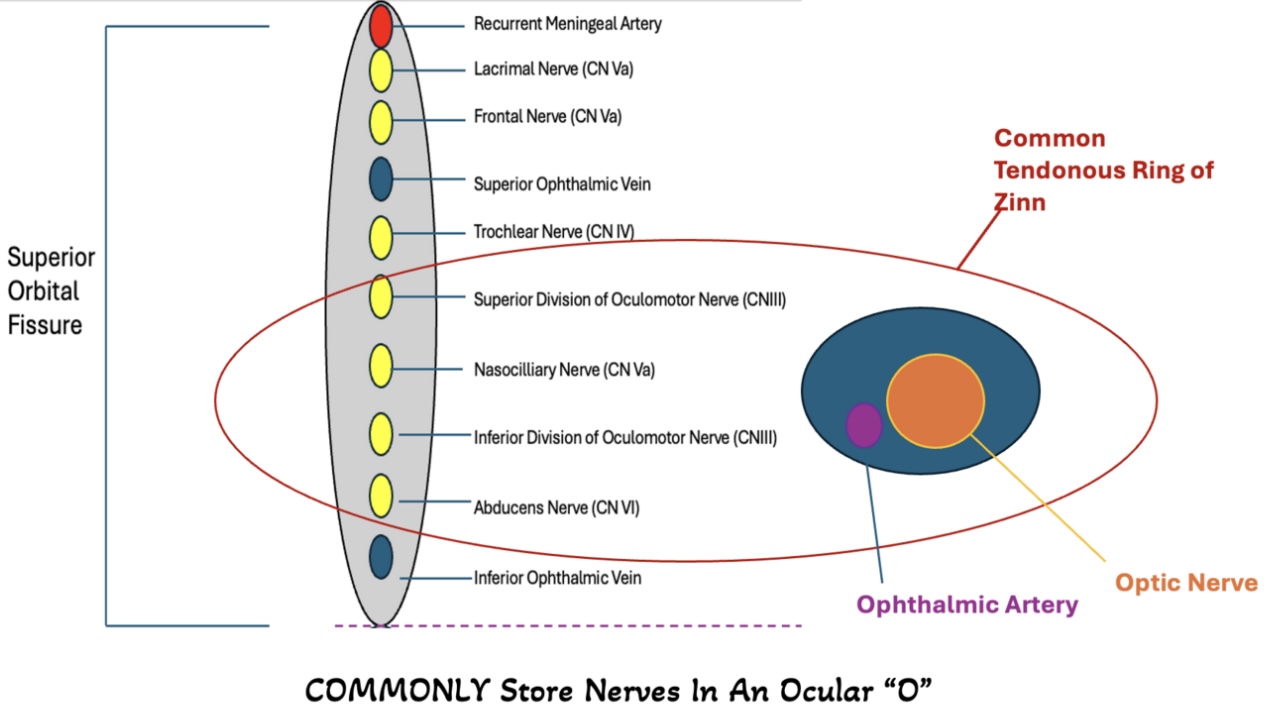 Recurrent Meningeal Artery
Lacrimal Nerve (CN Va)
Frontal Nerve (CN Va)
Superior Ophthalmic Vein
Trochlear Nerve (CN IV)
Superior Division of Oculomotor Nerve (CNIII)
Nasocilliary Nerve (CN Va)
Inferior Division of Oculomotor Nerve (CNIII)
Abducens Nerve (CN VI)
Inferior Ophthalmic Vein
Superior
Orbital
Fissure
Common
Tendonous Ring of
Zinn
Ophthalmic Artery
Optic Nerve
COMMONLY Store Nerves In An Ocular “O”